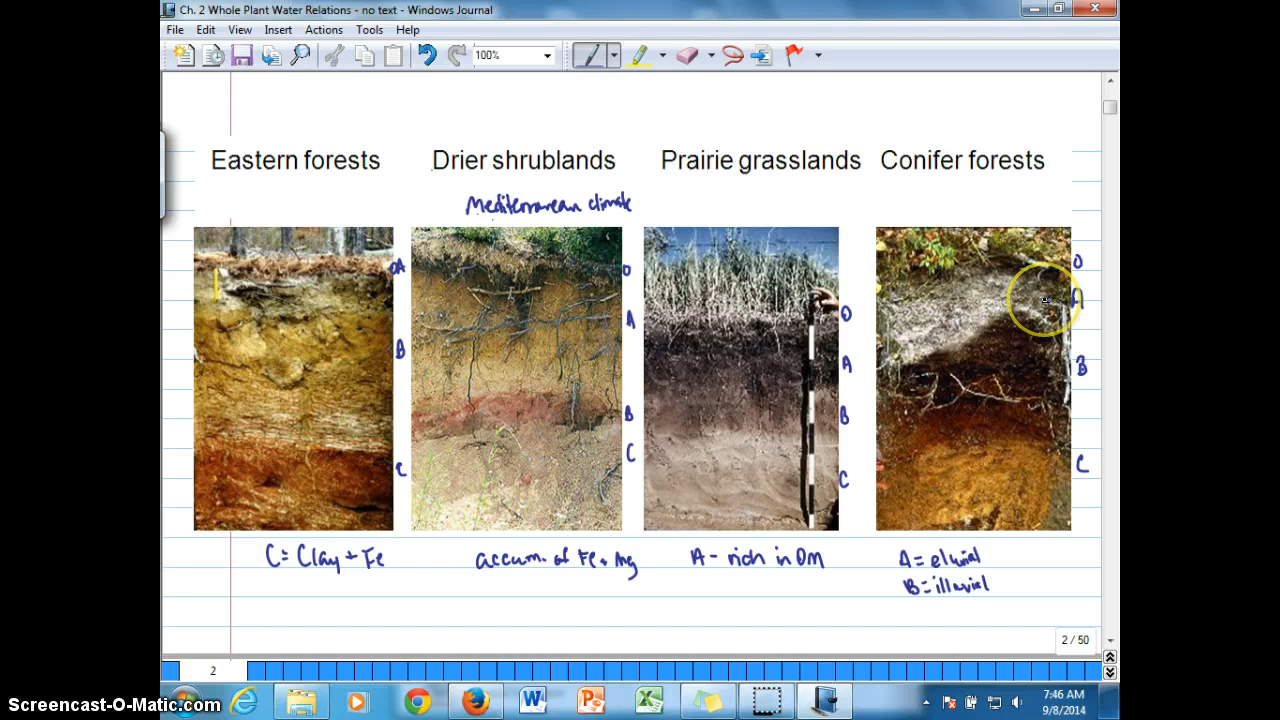 Ch. 2 Whole Plant Water Relations - no text - Windows Journal
File Edit View Insert Actions Tools Help
100%
Eastern forests Drier shrublands Prairie grasslands Conifer forests
Mediterranean climate
OA O O O
B A A A
C B B B
C C C
C = Clay + Fe accum. of Fe + Mg A - rich in OM A = eluvial
B = illuvial
2 / 50
2
Screencast-O-Matic.com
7:46 AM
9/8/2014